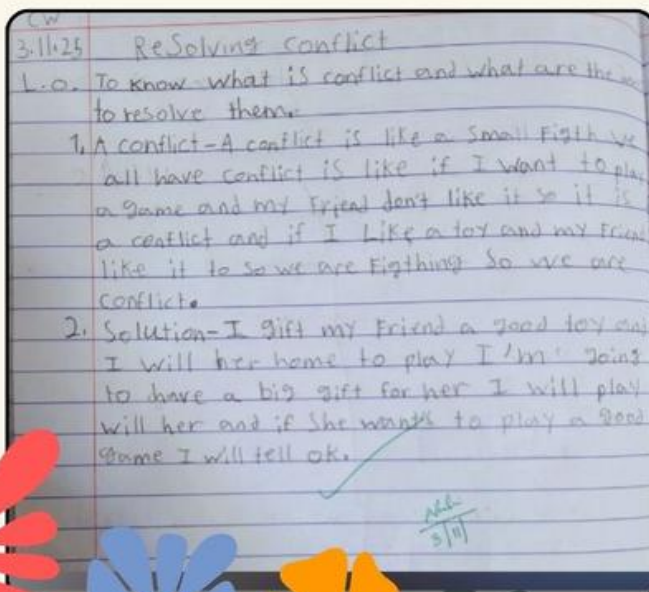 CW
3.11.25 Resolving conflict
L.O. To know what is conflict and what are the
to resolve them.
1. A conflict - A conflict is like a small Figth we
all have conflict is like if I want to play
a game and my Friend don't like it so it is
a conflict and if I Like a toy and my Friend
like it to so we are Figthing So we are
conflict.
2. Solution - I gift my Friend a good toy and
I will her home to play I'm going
to have a big gift for her I will play
will her and if she wants to play a good
game I will tell ok.
3/11